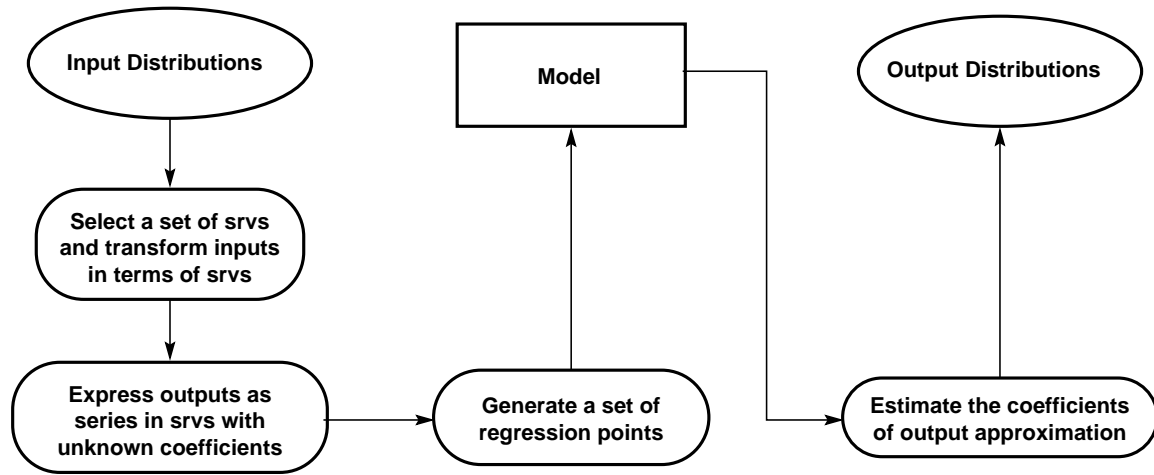 Input Distributions
Select a set of srvs
and transform inputs
in terms of srvs
Express outputs as
series in srvs with
unknown coefficients
Generate a set of
regression points
Model
Estimate the coefficients
of output approximation
Output Distributions